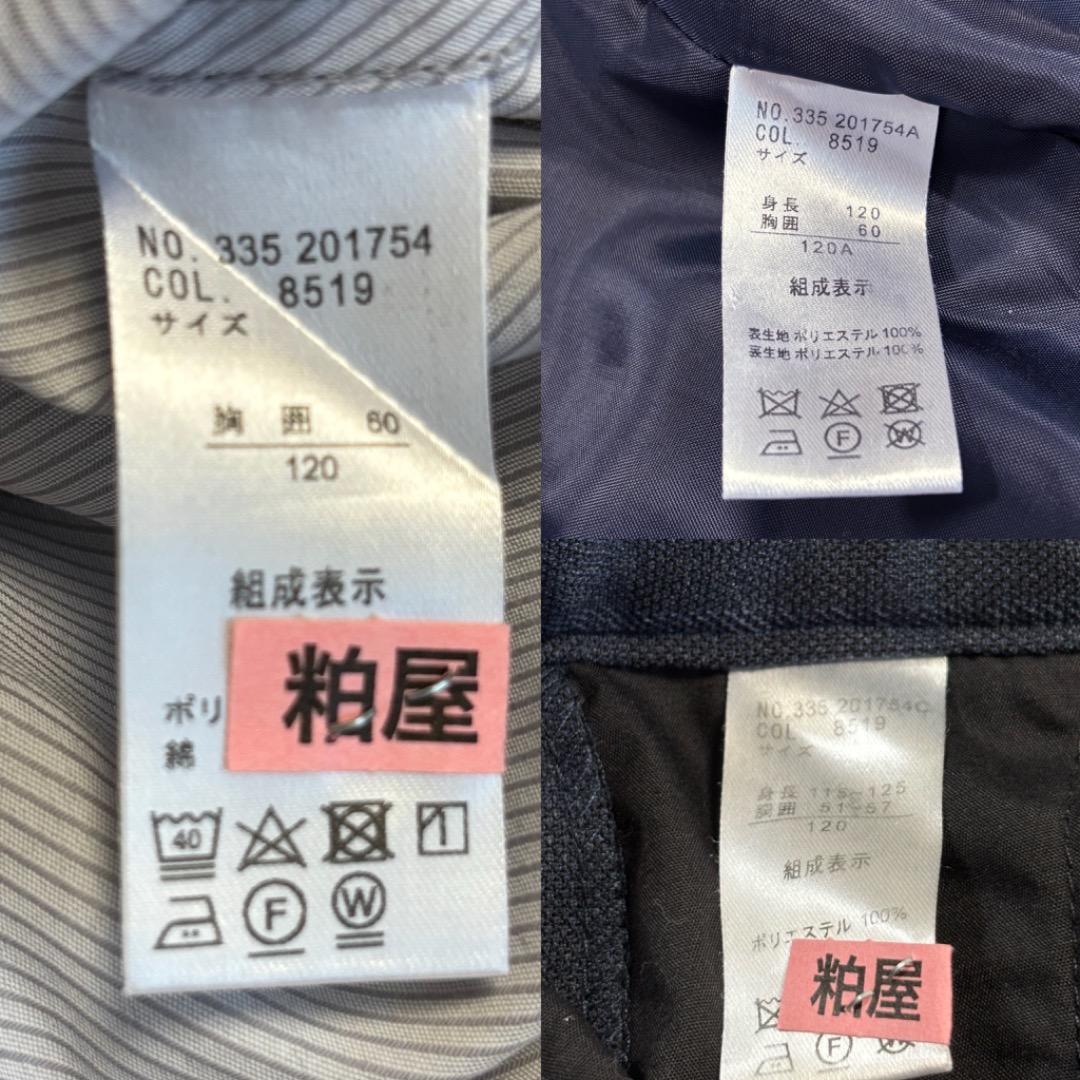 NO. 335 201754
COL. 8519
サイズ
胸囲 60
120
組成表示
ポリ
綿
粕屋
40
F
W
NO.335 201754A
COL. 8519
サイズ
身長 120
胸囲 60
120A
組成表示
表生地 ポリエステル 100%
裏生地 ポリエステル 100%
F
W
NO.335 201754C
COL 8519
サイズ
身長 115-125
胸囲 51-57
120
組成表示
ポリエステル 100%
粕屋
F